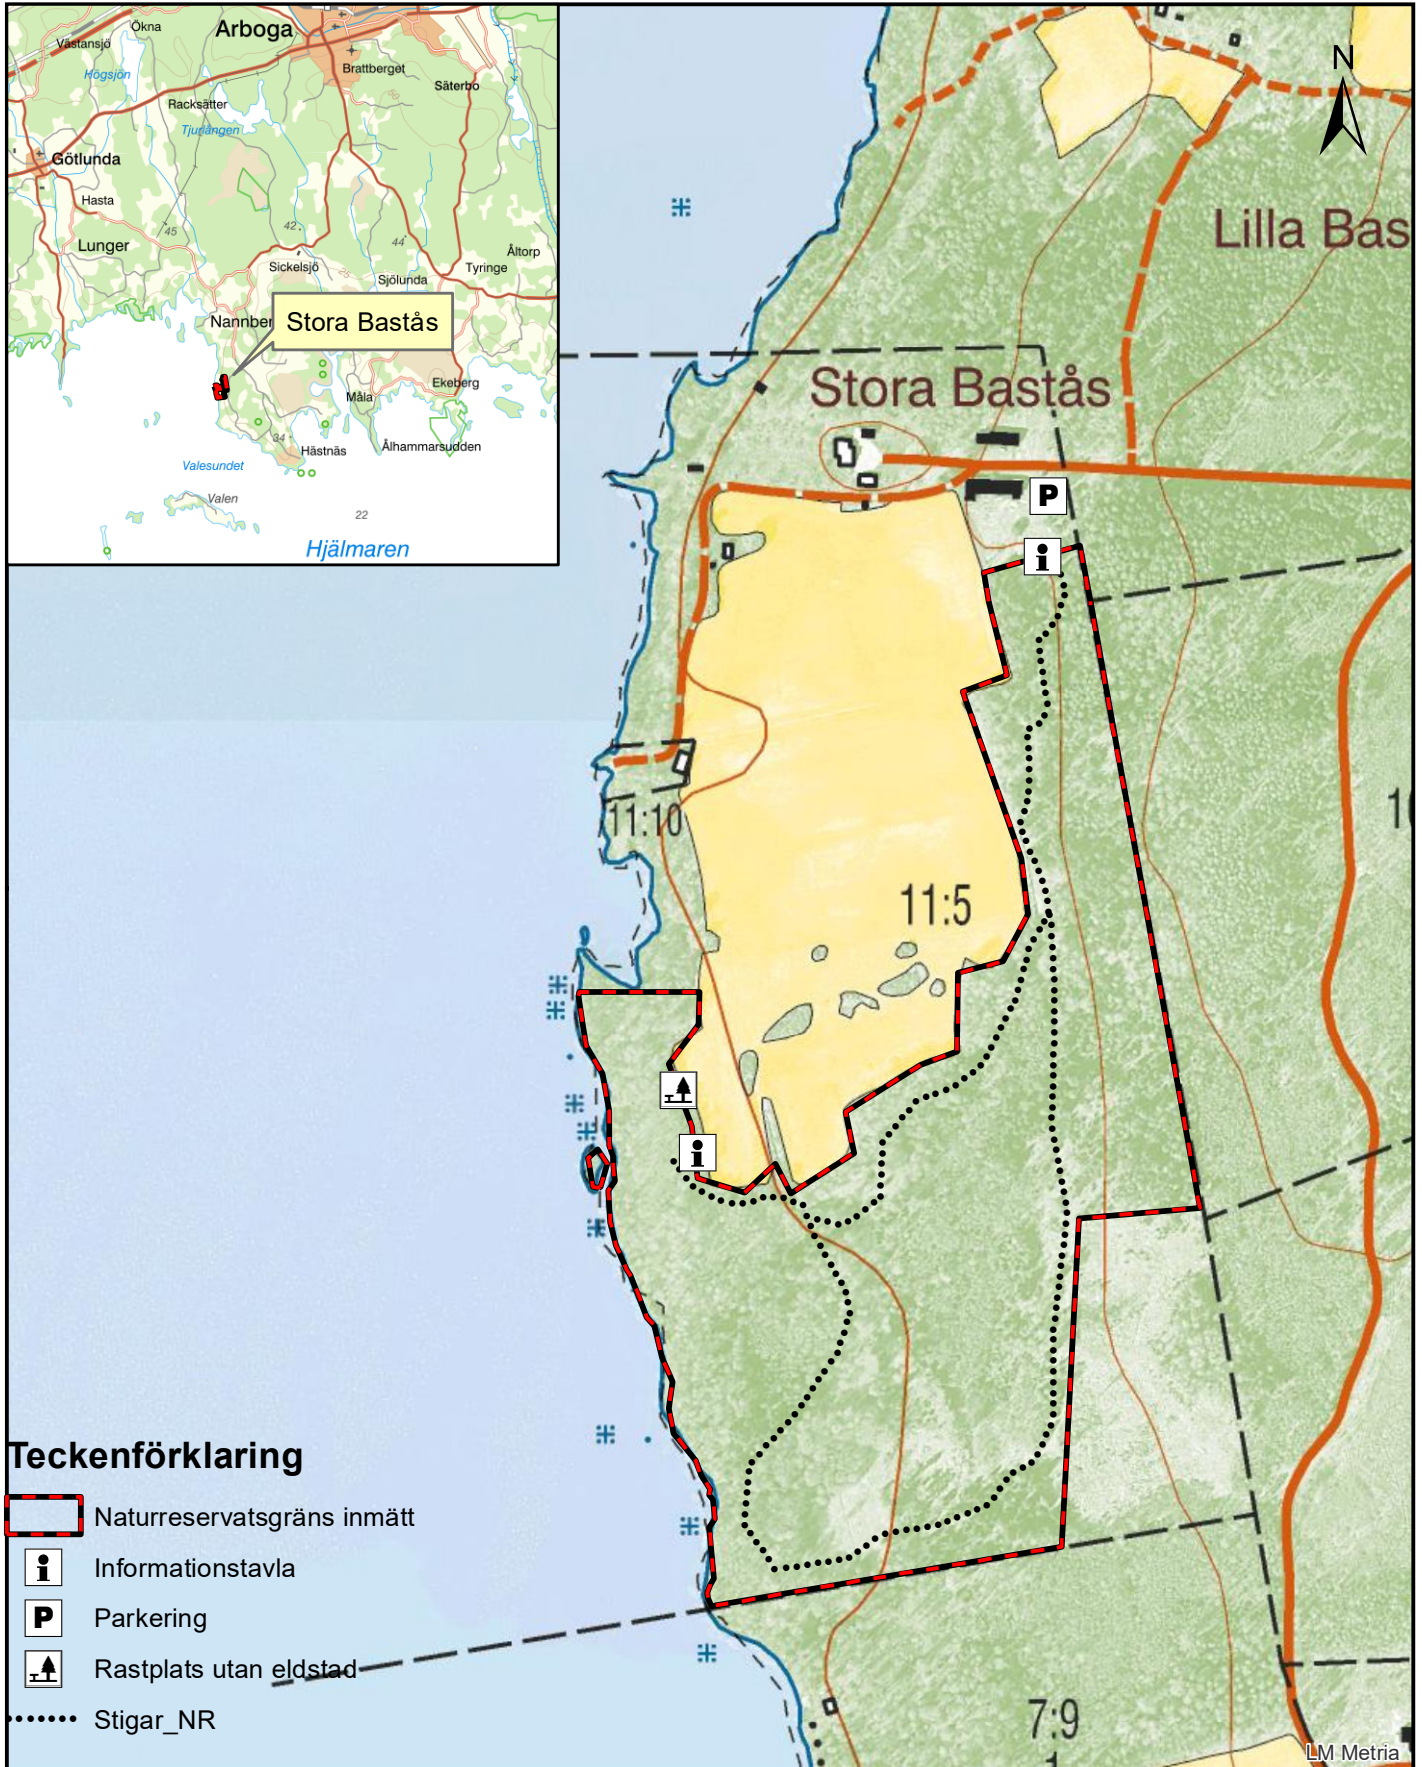 Ökna
Arboga
Västansjö
Högsjön
Brattberget
Säterbo
Racksätter
Tjurlången
Götlunda
Hasta
Lunger
45
42
44
Åltorp
Sickelsjö
25
Tyringe
Sjölunda
Stora Bastås
Ekeberg
Måla
34
Hästnäs
Ålhammarsudden
Valesundet
Valen
22
Hjälmaren
N
Lilla Bas
Stora Bastås
P
i
11:10
11:5
i
7:9
Teckenförklaring
Naturreservatsgräns inmätt
i Informationstavla
P Parkering
Rastplats utan eldstad
Stigar_NR
LM Metria